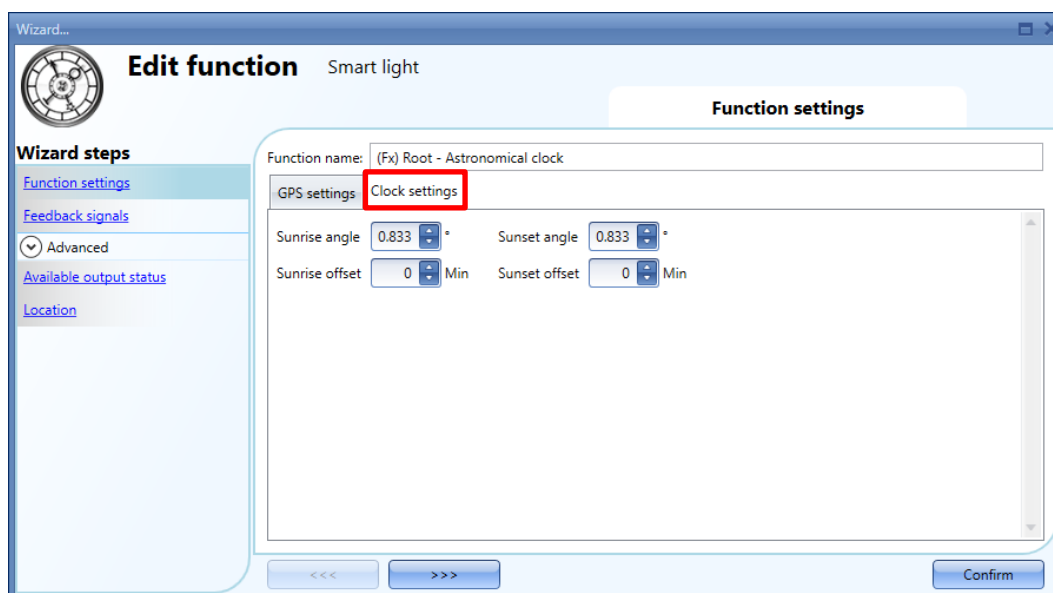 Wizard...
Edit function Smart light
Function settings
Wizard steps
Function settings
Feedback signals
Advanced
Available output status
Location
Function name: (Fx) Root - Astronomical clock
GPS settings Clock settings
Sunrise angle 0.833 ° Sunset angle 0.833 °
Sunrise offset 0 Min Sunset offset 0 Min
<<< >>> Confirm